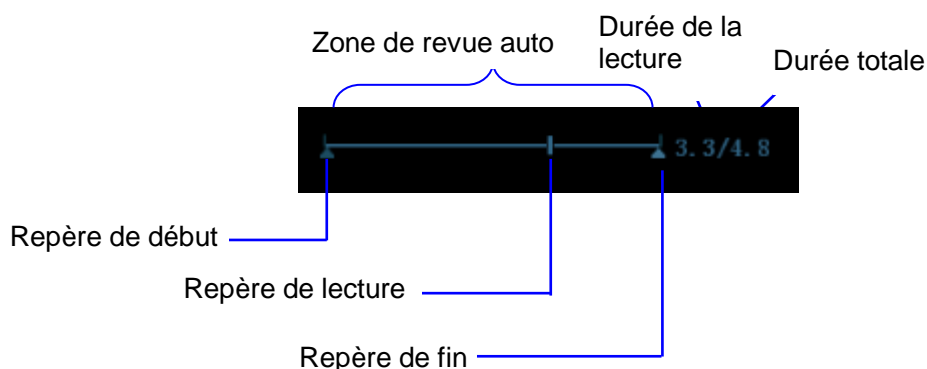 Zone de revue auto
Durée de la
lecture
Durée totale
3.3/4.8
Repère de début
Repère de lecture
Repère de fin